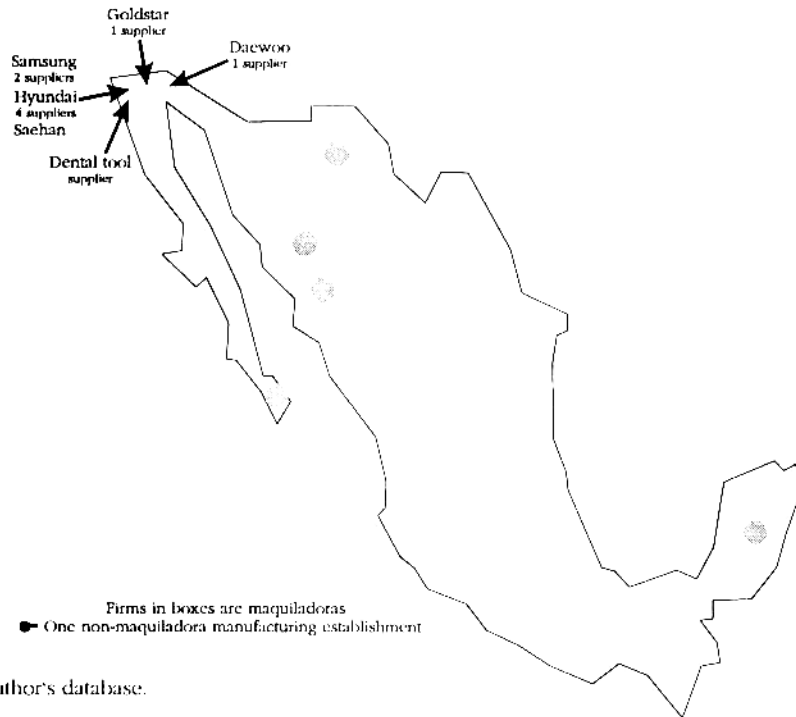 Goldstar
1 supplier
Daewoo
1 supplier
Samsung
2 suppliers
Hyundai
4 suppliers
Saehan
Dental tool
supplier
Firms in boxes are maquiladoras
One non-maquiladora manufacturing establishment
uthor's database.